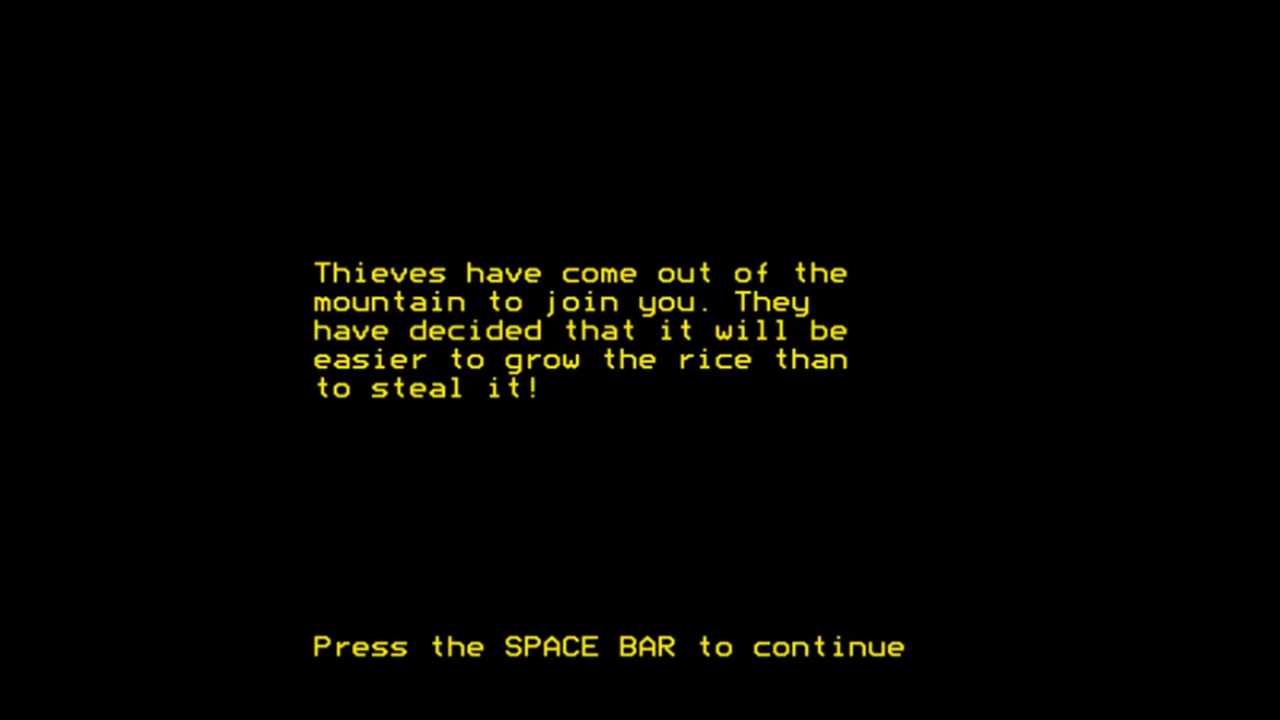 Thieves have come out of the
mountain to join you. They
have decided that it will be
easier to grow the rice than
to steal it!
Press the SPACE BAR to continue